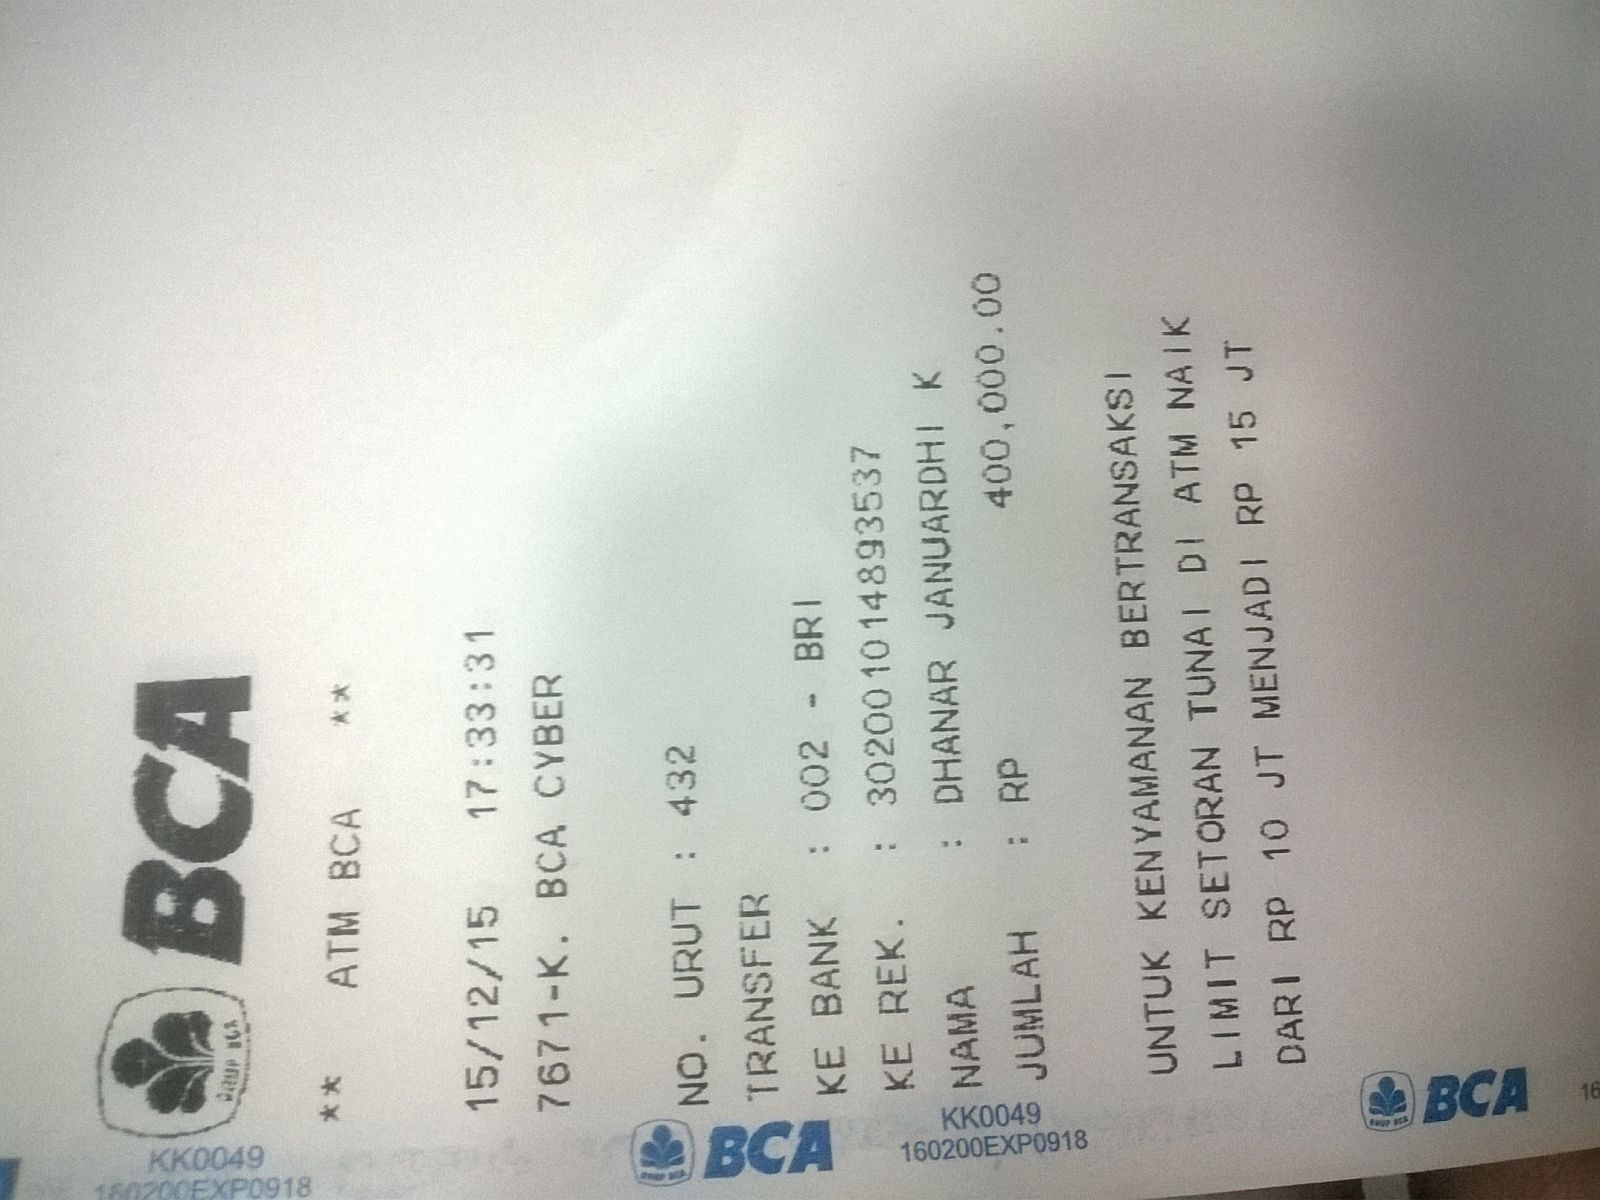 BCA
** ATM BCA **
15/12/15 17:33:31
7671-K. BCA CYBER
NO. URUT : 432
TRANSFER
KE BANK : 002 - BRI
KE REK. : 302001014893537
NAMA : DHANAR JANUARDHI K
JUMLAH : RP 400,000.00
UNTUK KENYAMANAN BERTRANSAKSI
LIMIT SETORAN TUNAI DI ATM NAIK
DARI RP 10 JT MENJADI RP 15 JT
KK0049
160200EXP0918
BCA
KK0049
160200EXP0918
BCA
16